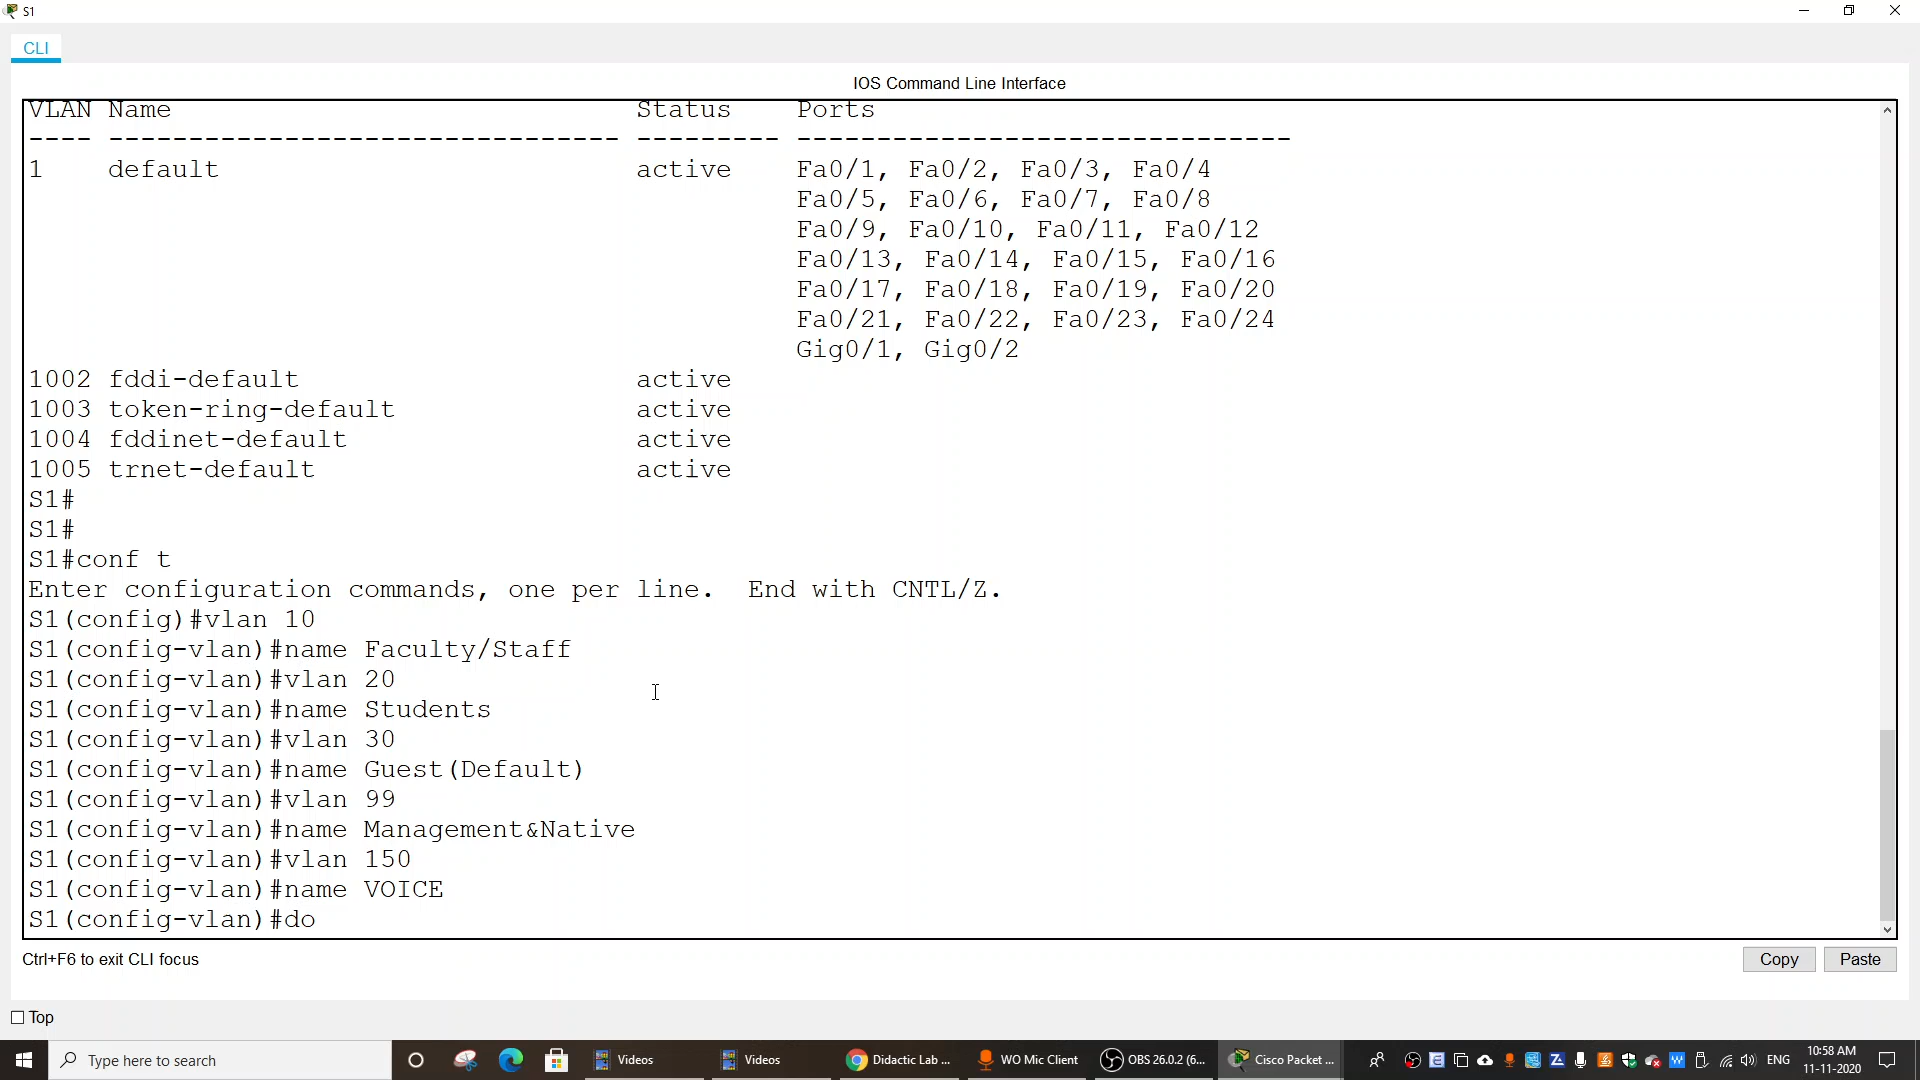 S1
CLI
IOS Command Line Interface
VLAN Name                             Status    Ports
---- -------------------------------- --------- -------------------------------
1    default                          active    Fa0/1, Fa0/2, Fa0/3, Fa0/4
                                                Fa0/5, Fa0/6, Fa0/7, Fa0/8
                                                Fa0/9, Fa0/10, Fa0/11, Fa0/12
                                                Fa0/13, Fa0/14, Fa0/15, Fa0/16
                                                Fa0/17, Fa0/18, Fa0/19, Fa0/20
                                                Fa0/21, Fa0/22, Fa0/23, Fa0/24
                                                Gig0/1, Gig0/2
1002 fddi-default                     active
1003 token-ring-default               active
1004 fddinet-default                  active
1005 trnet-default                    active
S1#
S1#
S1#conf t
Enter configuration commands, one per line.  End with CNTL/Z.
S1(config)#vlan 10
S1(config-vlan)#name Faculty/Staff
S1(config-vlan)#vlan 20
S1(config-vlan)#name Students
S1(config-vlan)#vlan 30
S1(config-vlan)#name Guest(Default)
S1(config-vlan)#vlan 99
S1(config-vlan)#name Management&Native
S1(config-vlan)#vlan 150
S1(config-vlan)#name VOICE
S1(config-vlan)#do
Ctrl+F6 to exit CLI focus
Copy Paste
Top
Type here to search Videos Videos Didactic Lab ... WO Mic Client OBS 26.0.2 (6... Cisco Packet ... ENG 10:58 AM
11-11-2020